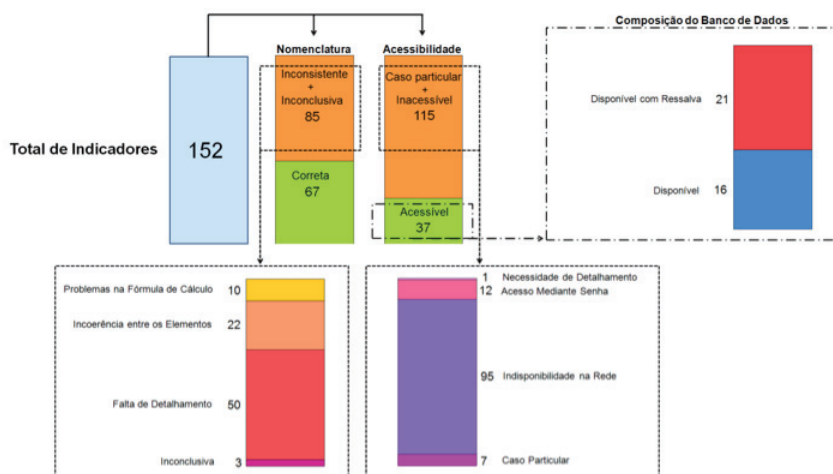 Composição do Banco de Dados
Nomenclatura
Acessibilidade
Inconsistente
+
Inconclusiva
85
Caso particular
+
Inacessível
115
Disponível com Ressalva 21
Total de Indicadores
152
Correta
67
Disponível 16
Acessível
37
Problemas na Fórmula de Cálculo 10
Incoerência entre os Elementos 22
Falta de Detalhamento 50
Inconclusiva 3
1 Necessidade de Detalhamento
12 Acesso Mediante Senha
95 Indisponibilidade na Rede
7 Caso Particular